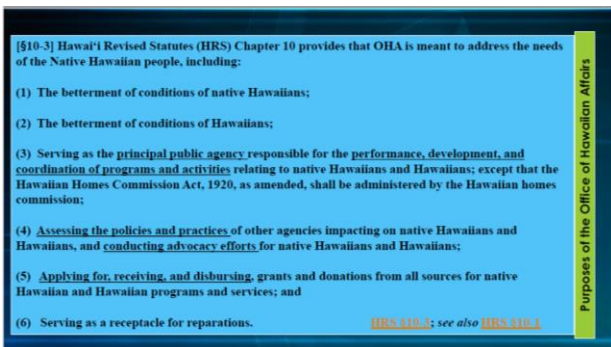 [§10-3] Hawaiʻi Revised Statutes (HRS) Chapter 10 provides that OHA is meant to address the needs
of the Native Hawaiian people, including:
(1) The betterment of conditions of native Hawaiians;
(2) The betterment of conditions of Hawaiians;
(3) Serving as the principal public agency responsible for the performance, development, and
coordination of programs and activities relating to native Hawaiians and Hawaiians; except that the
Hawaiian Homes Commission Act, 1920, as amended, shall be administered by the Hawaiian homes
commission;
(4) Assessing the policies and practices of other agencies impacting on native Hawaiians and
Hawaiians, and conducting advocacy efforts for native Hawaiians and Hawaiians;
(5) Applying for, receiving, and disbursing, grants and donations from all sources for native
Hawaiian and Hawaiian programs and services; and
(6) Serving as a receptacle for reparations. HRS §10-3; see also HRS §10-1
Purposes of the Office of Hawaiian Affairs